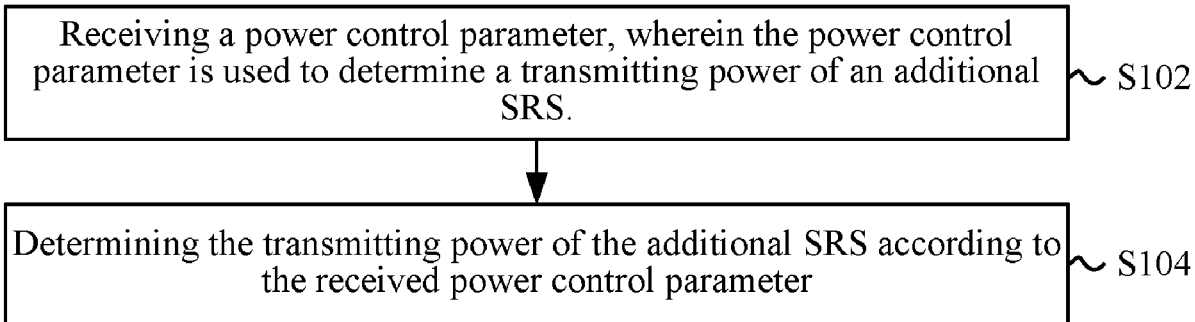 Receiving a power control parameter, wherein the power control
parameter is used to determine a transmitting power of an additional
SRS.
S102
Determining the transmitting power of the additional SRS according to
the received power control parameter
S104